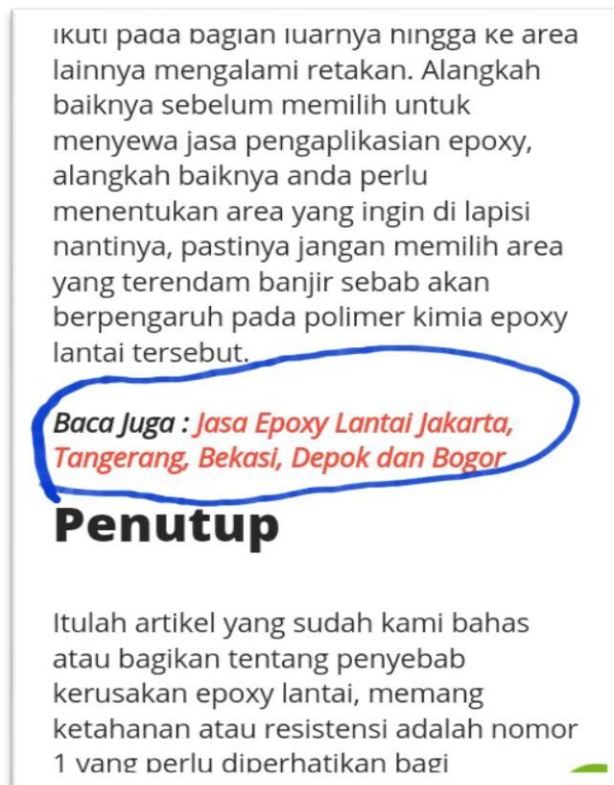 ikuti pada bagian luarnya hingga ke area
lainnya mengalami retakan. Alangkah
baiknya sebelum memilih untuk
menyewa jasa pengaplikasian epoxy,
alangkah baiknya anda perlu
menentukan area yang ingin di lapisi
nantinya, pastinya jangan memilih area
yang terendam banjir sebab akan
berpengaruh pada polimer kimia epoxy
lantai tersebut.
Baca Juga : Jasa Epoxy Lantai Jakarta,
Tangerang, Bekasi, Depok dan Bogor
Penutup
Itulah artikel yang sudah kami bahas
atau bagikan tentang penyebab
kerusakan epoxy lantai, memang
ketahanan atau resistensi adalah nomor
1 yang perlu diperhatikan bagi